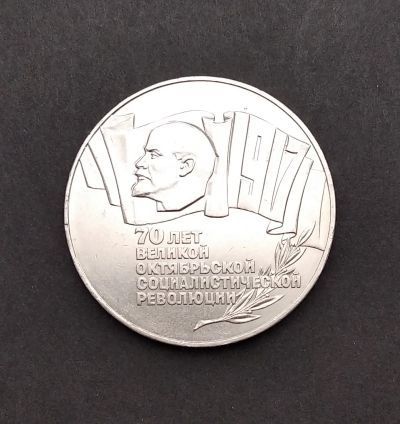 1917
70 ЛЕТ
ВЕЛИКОЙ
ОКТЯБРЬСКОЙ
СОЦИАЛИСТИЧЕСКОЙ
РЕВОЛЮЦИИ